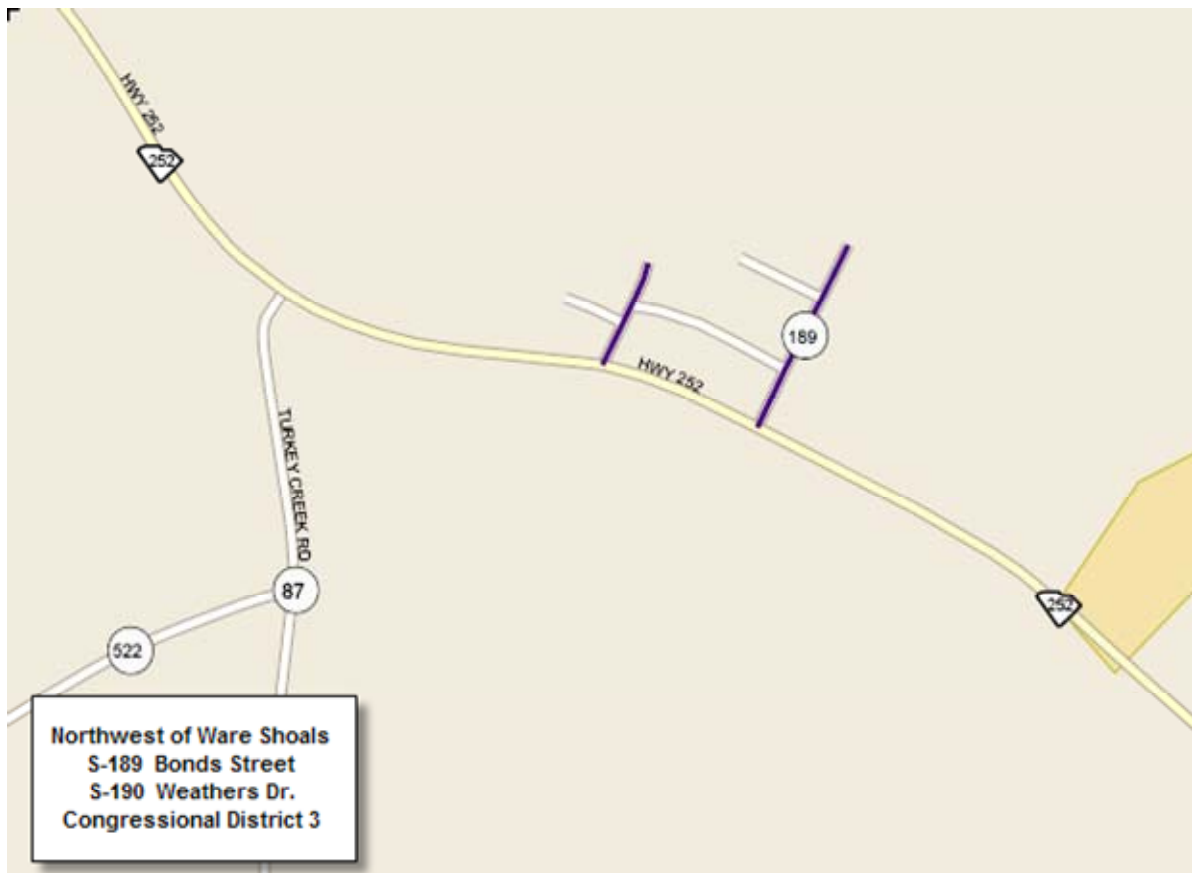 HWY 252
252
189
HWY 252
TURKEY CREEK RD
87
252
522
Northwest of Ware Shoals
S-189 Bonds Street
S-190 Weathers Dr.
Congressional District 3